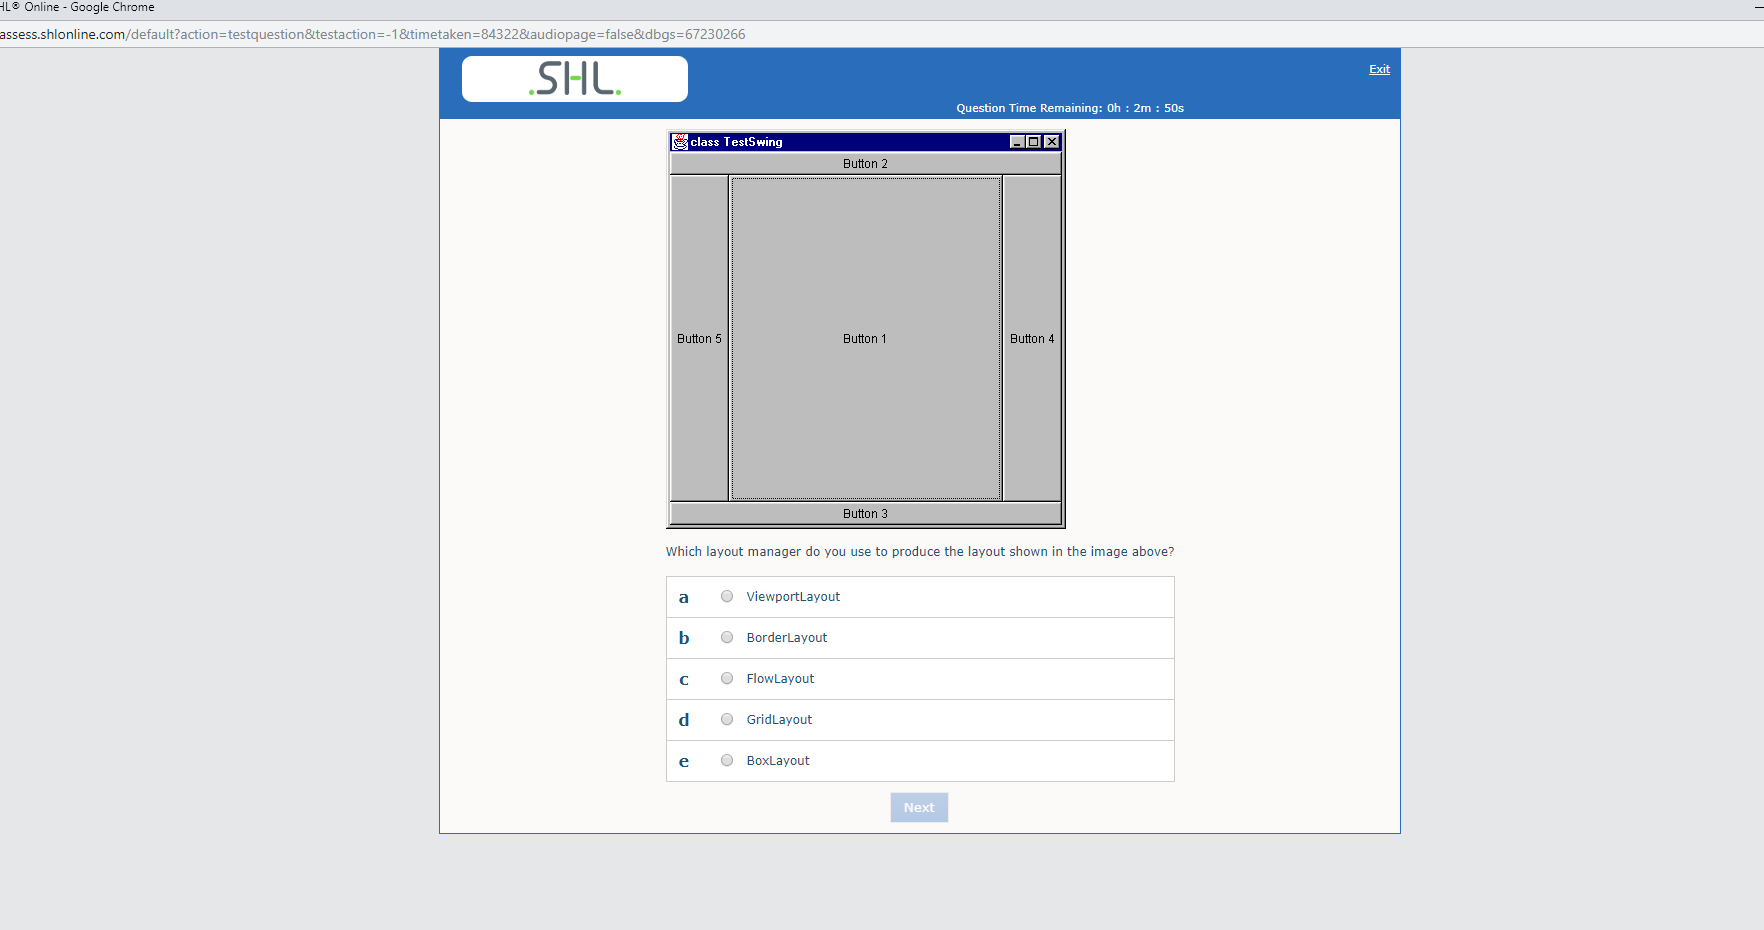 HL® Online - Google Chrome
assess.shlonline.com/default?action=testquestion&testaction=-1&timetaken=84322&audiopage=false&dbgs=67230266
.SHL.
Exit
Question Time Remaining: 0h : 2m : 50s
class TestSwing
Button 2
Button 5
Button 1
Button 4
Button 3
Which layout manager do you use to produce the layout shown in the image above?
a ViewportLayout
b BorderLayout
c FlowLayout
d GridLayout
e BoxLayout
Next